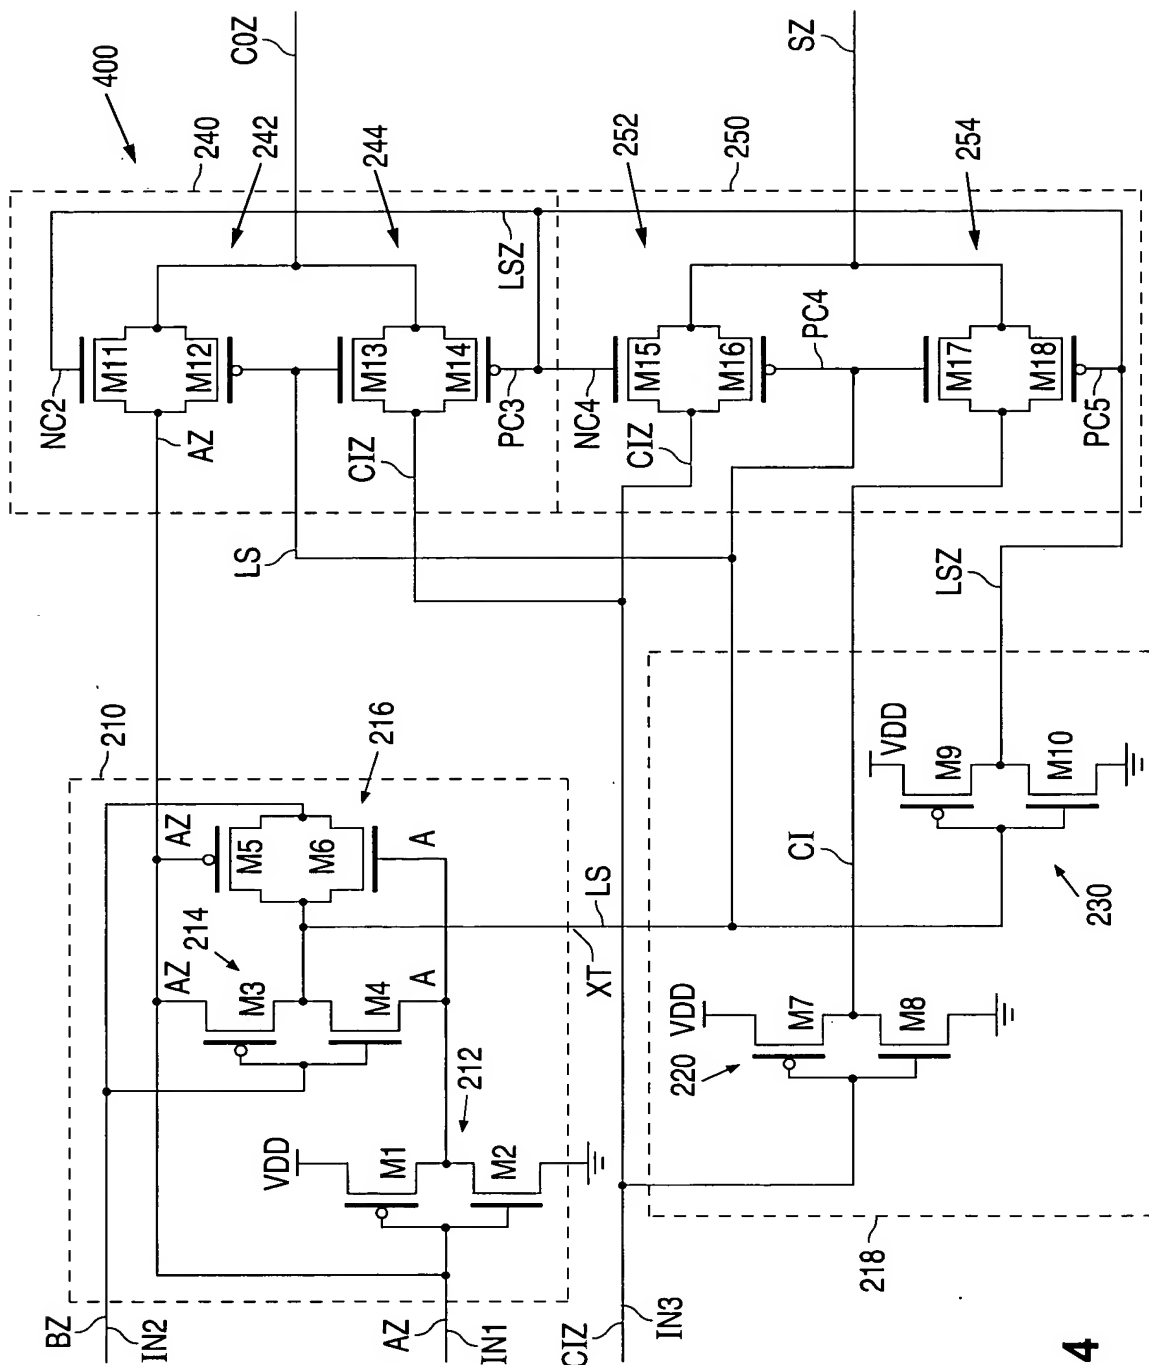 400
COZ
240
242
244
252
SZ
250
254
LSZ
NC2
M11
M12
AZ
M13
M14
CIZ
PC3
NC4
M15
M16
CIZ
PC4
M17
M18
PC5
LS
LSZ
210
216
AZ
M5
M6
A
214
AZ
M3
M4
A
LS
XT
212
VDD
M1
M2
CI
VDD
M9
M10
230
VDD
M7
M8
220
218
BZ
IN2
AZ
IN1
CIZ
IN3
4